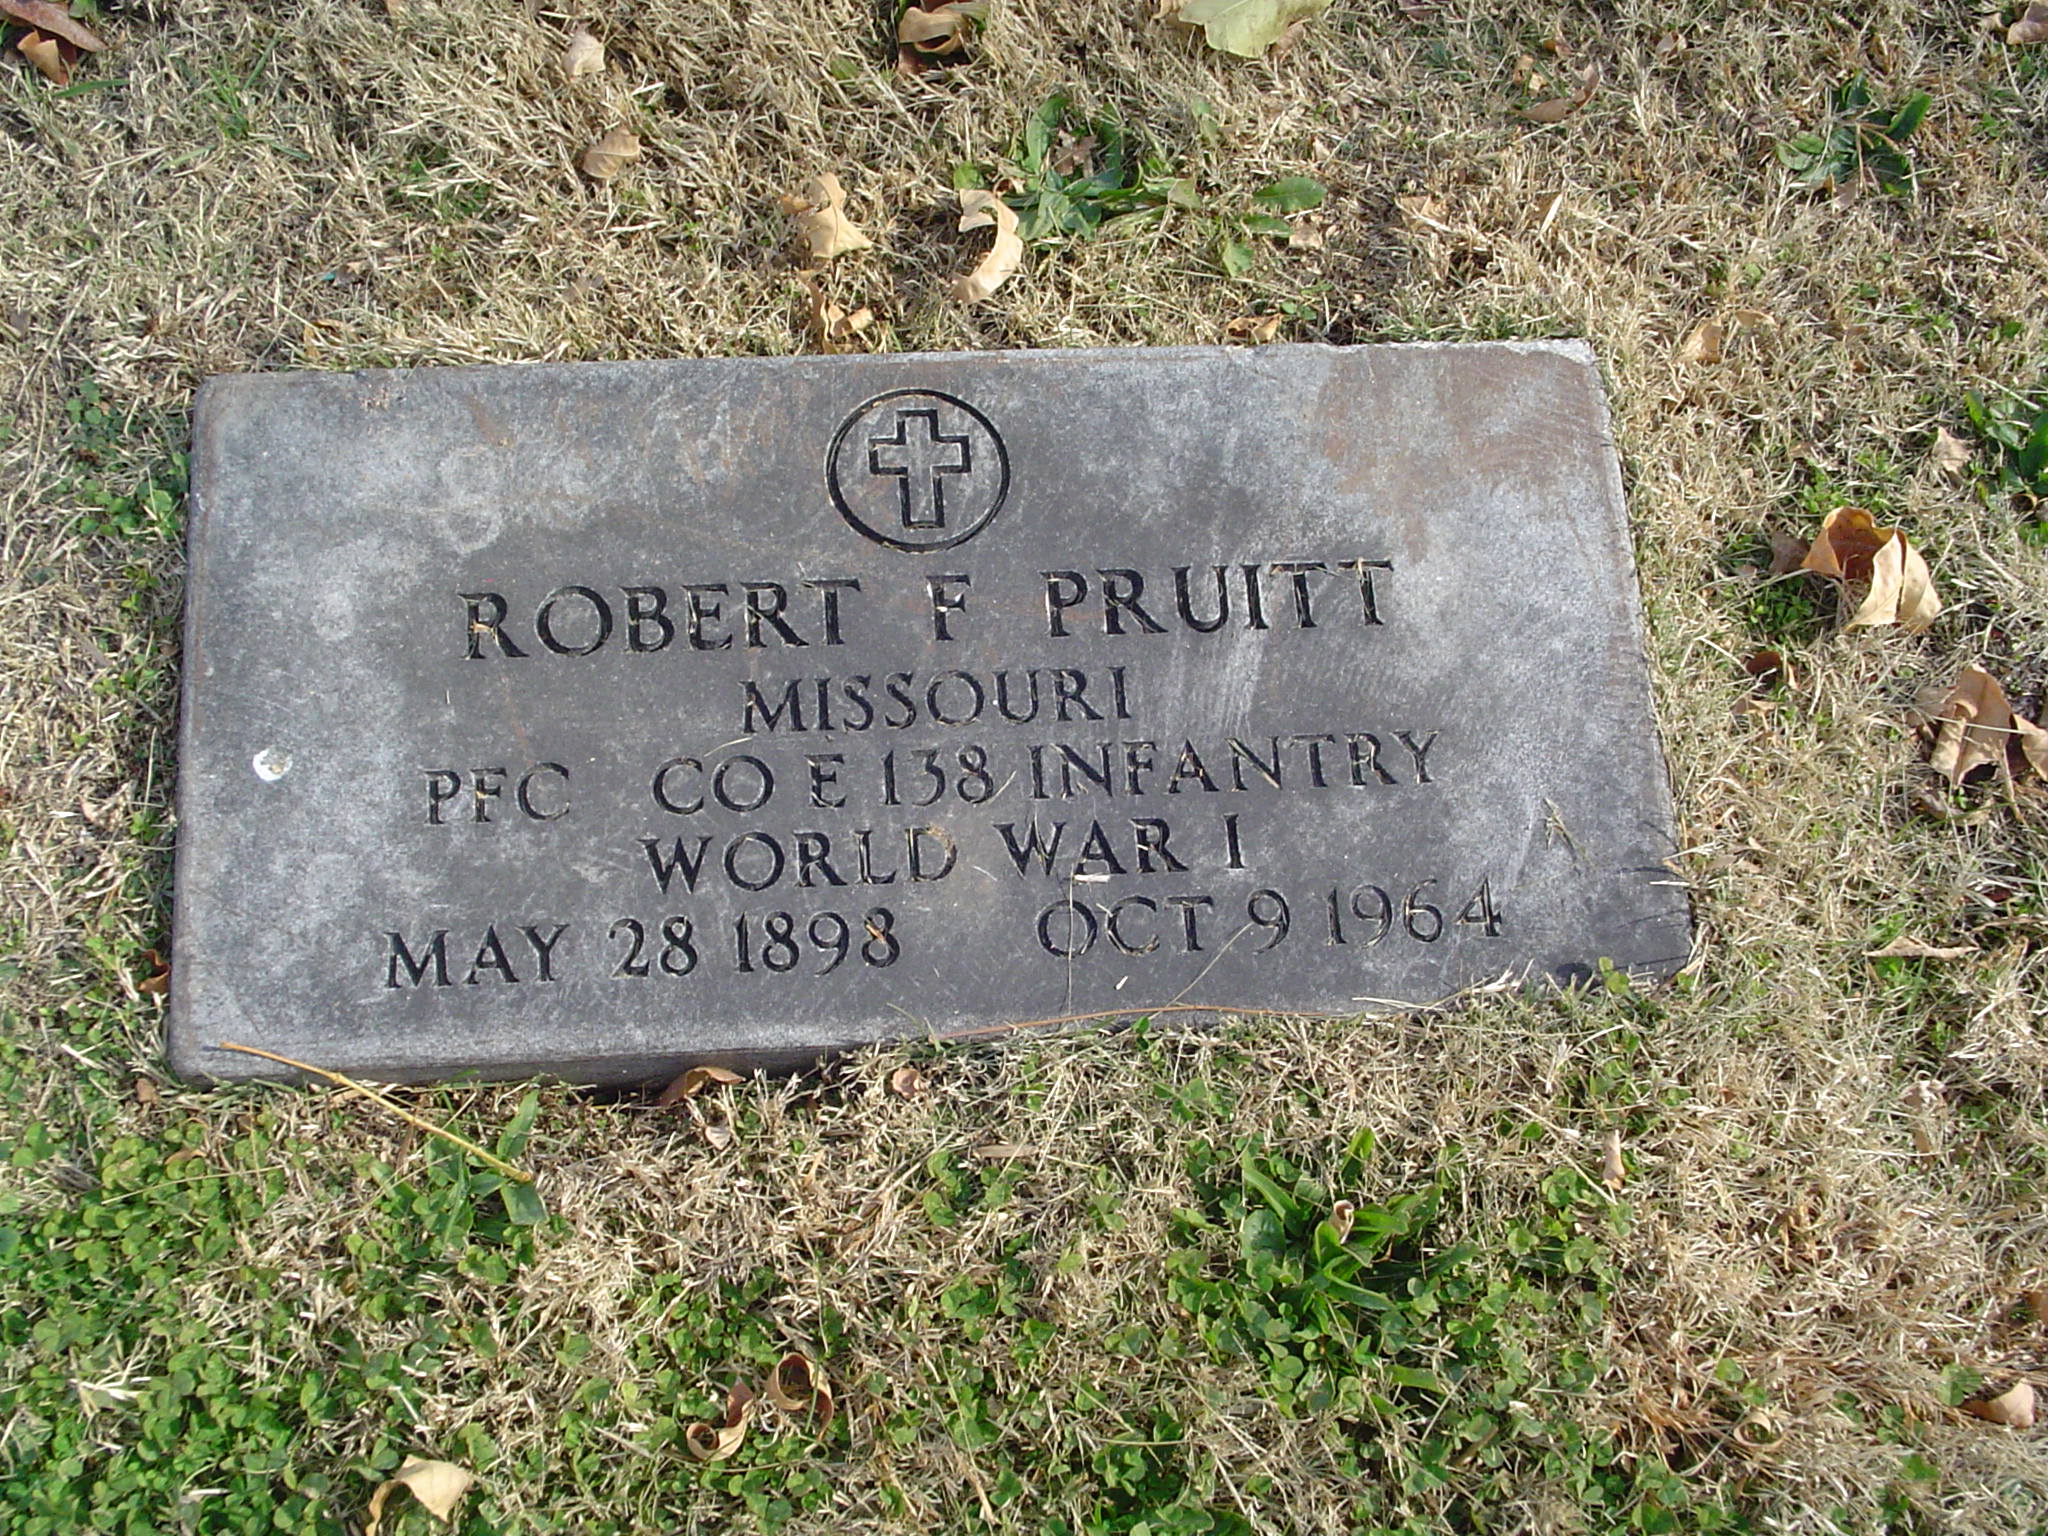 ROBERT F PRUITT
MISSOURI
PFC CO E 138 INFANTRY
WORLD WAR I
MAY 28 1898 OCT 9 1964